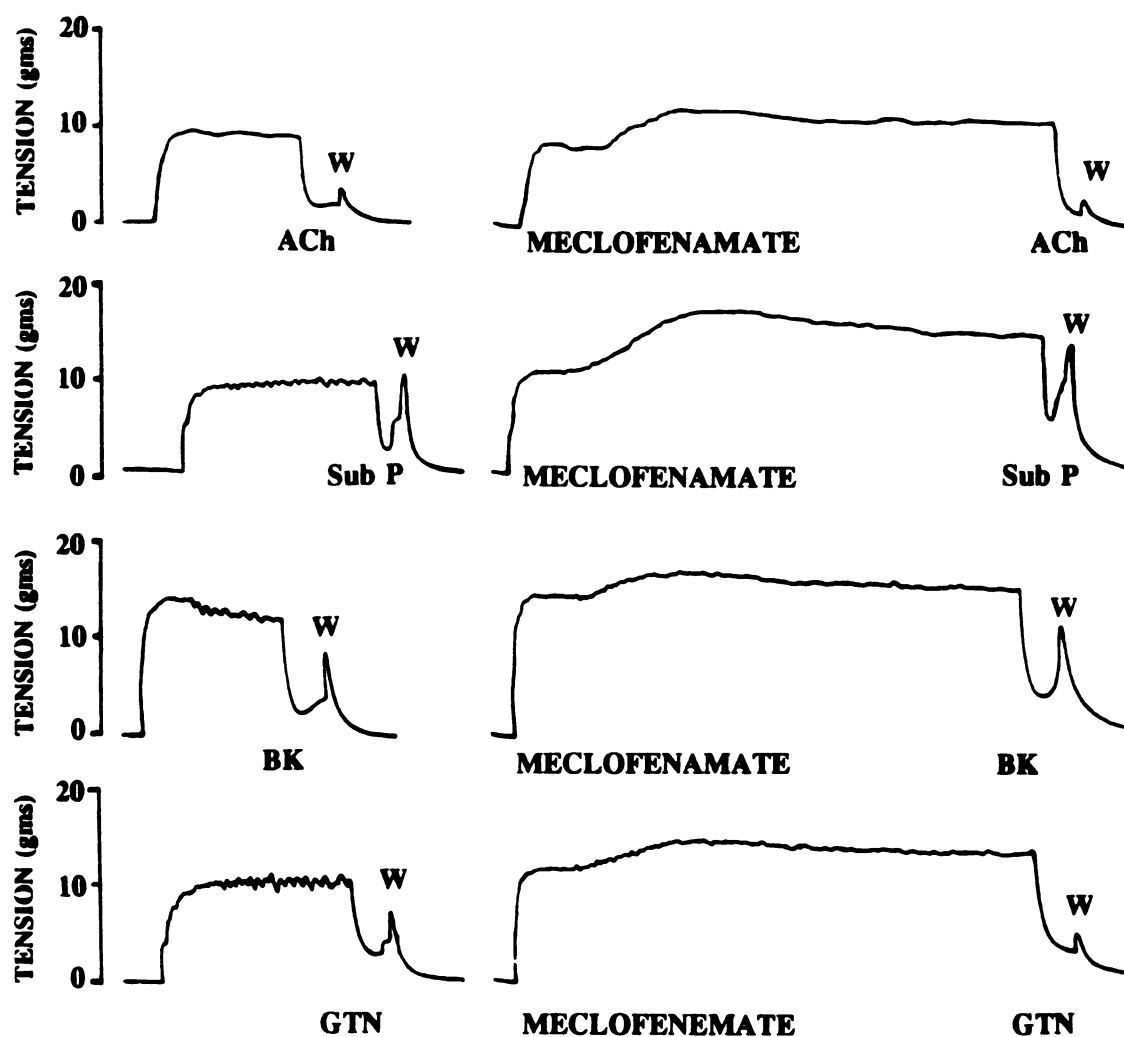 TENSION (gms)
20
10
0
W
W
ACh
MECLOFENAMATE
ACh
TENSION (gms)
20
10
0
W
W
Sub P
MECLOFENAMATE
Sub P
TENSION (gms)
20
10
0
W
W
BK
MECLOFENAMATE
BK
TENSION (gms)
20
10
0
W
W
GTN
MECLOFENEMATE
GTN